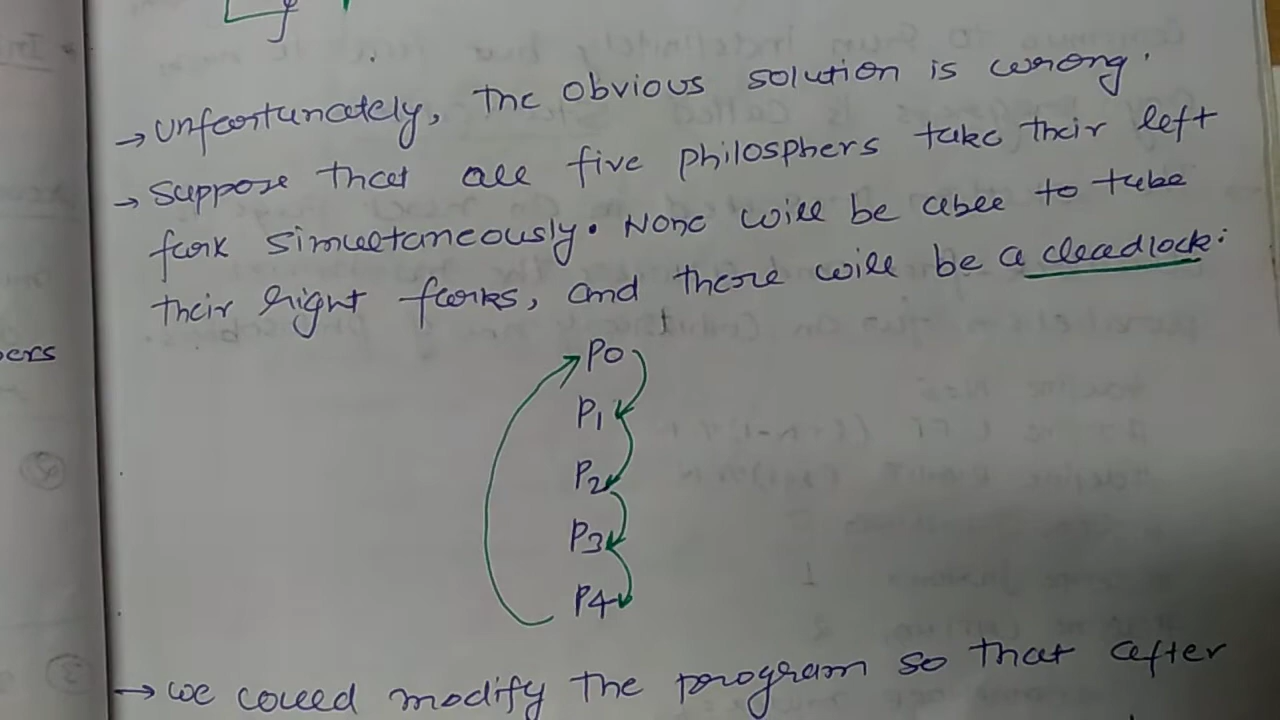 → Unfortunately, The obvious solution is wrong.
→ Suppose that all five philosphers take their left
fork simultaneously. None will be able to take
their right forks, and there will be a deadlock.
P0
P1
P2
P3
P4
→ we could modify the program so that after